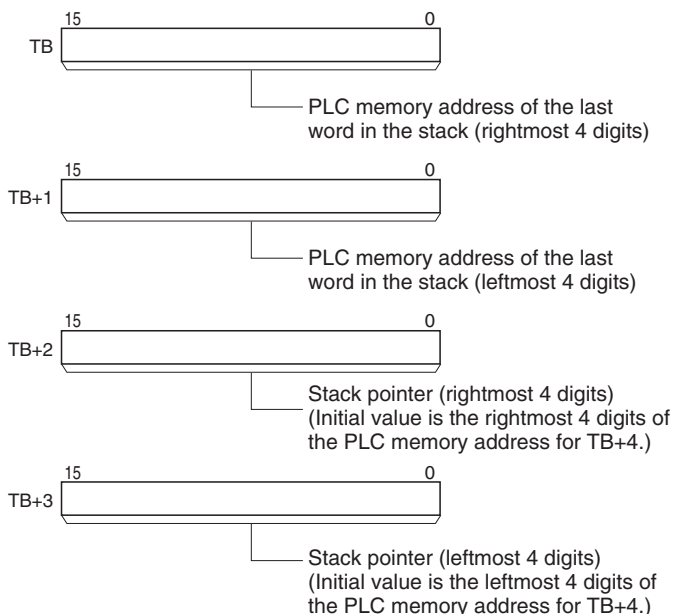 15 0
TB
PLC memory address of the last
word in the stack (rightmost 4 digits)
15 0
TB+1
PLC memory address of the last
word in the stack (leftmost 4 digits)
15 0
TB+2
Stack pointer (rightmost 4 digits)
(Initial value is the rightmost 4 digits of
the PLC memory address for TB+4.)
15 0
TB+3
Stack pointer (leftmost 4 digits)
(Initial value is the leftmost 4 digits of
the PLC memory address for TB+4.)